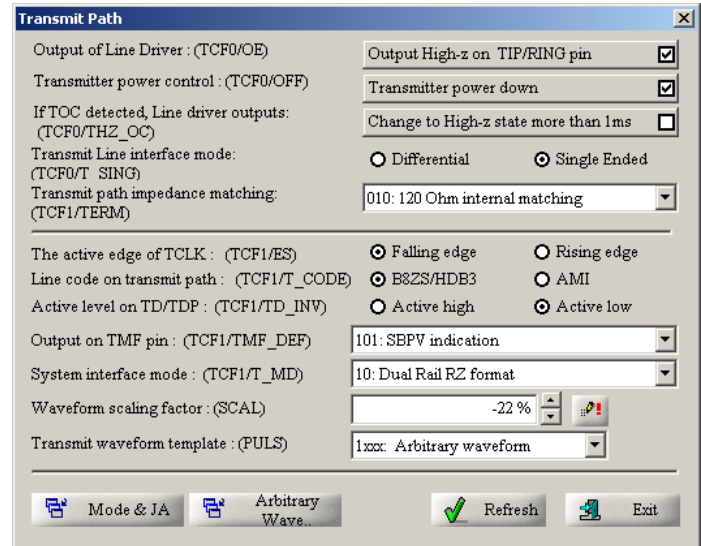 Transmit Path
Output of Line Driver : (TCF0/OE) Output High-z on TIP/RING pin
Transmitter power control : (TCF0/OFF) Transmitter power down
If TOC detected, Line driver outputs:
(TCF0/THZ_OC) Change to High-z state more than 1ms
Transmit Line interface mode:
(TCF0/T_SING) Differential Single Ended
Transmit path impedance matching:
(TCF1/TERM) 010: 120 Ohm internal matching
The active edge of TCLK : (TCF1/ES) Falling edge Rising edge
Line code on transmit path : (TCF1/T_CODE) B8ZS/HDB3 AMI
Active level on TD/TDP : (TCF1/TD_INV) Active high Active low
Output on TMF pin : (TCF1/TMF_DEF) 101: SBPV indication
System interface mode : (TCF1/T_MD) 10: Dual Rail RZ format
Waveform scaling factor : (SCAL) -22 %
Transmit waveform template : (PULS) 1xxx: Arbitrary waveform
Mode & JA Arbitrary Wave.. Refresh Exit